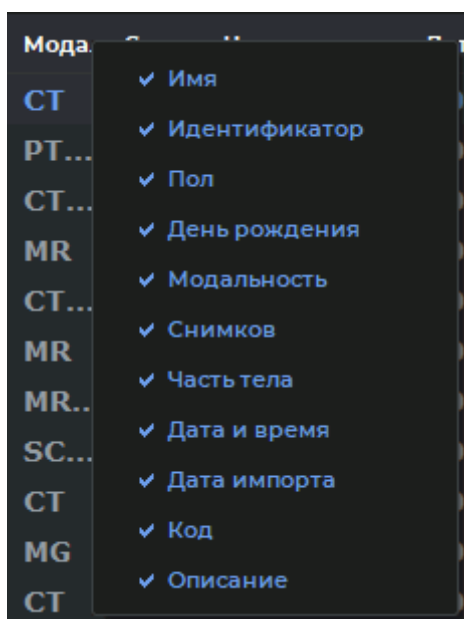 Мода.
Имя
CT
Идентификатор
PT...
Пол
CT...
День рождения
MR
Модальность
CT...
Снимков
MR
Часть тела
MR..
Дата и время
SC...
Дата импорта
CT
Код
MG
Описание
CT